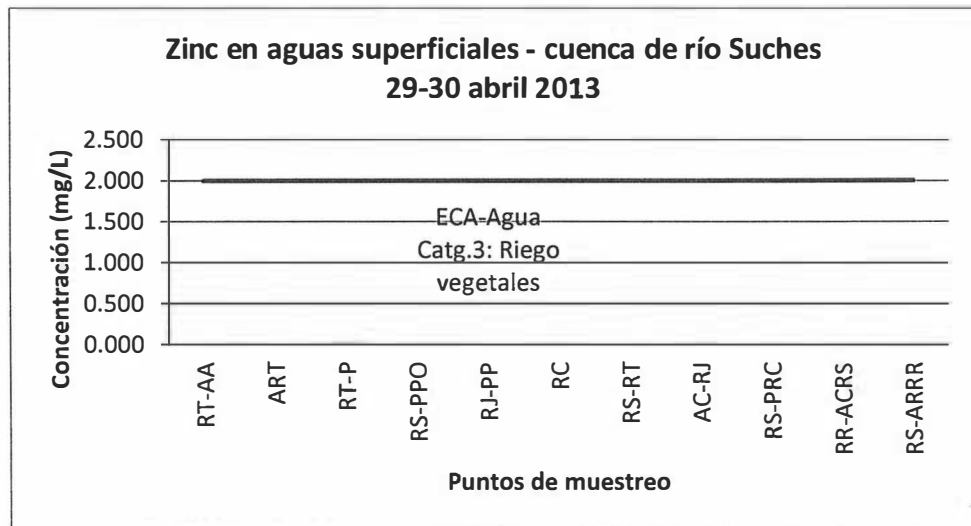 Zinc en aguas superficiales - cuenca de río Suches
29-30 abril 2013
Concentración (mg/L)
2.500
2.000
1.500
1.000
0.500
0.000
ECA-Agua
Catg.3: Riego
vegetales
RT-AA
ART
RT-P
RS-PPO
RJ-PP
RC
RS-RT
AC-RJ
RS-PRC
RR-ACRS
RS-ARRR
Puntos de muestreo